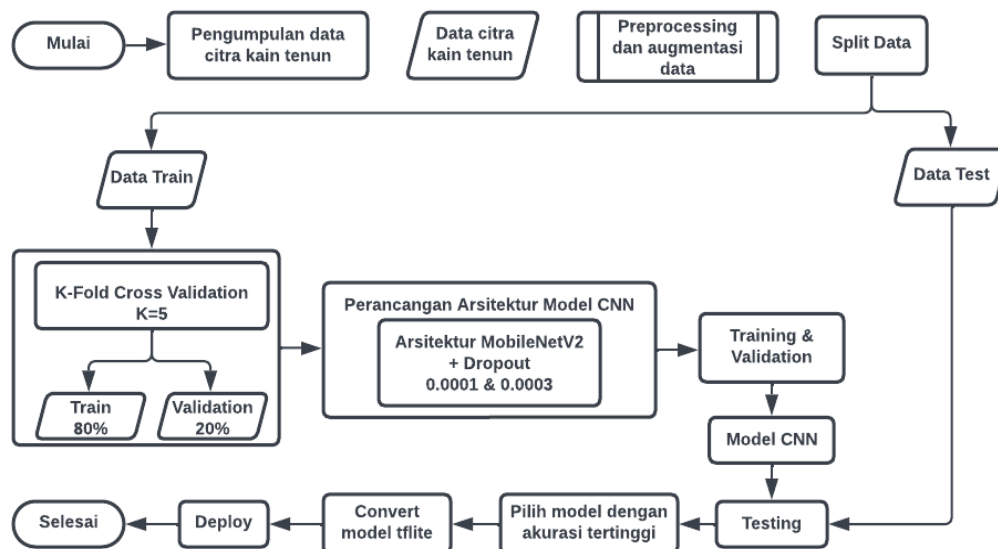 Mulai
Pengumpulan data
citra kain tenun
Data citra
kain tenun
Preprocessing
dan augmentasi
data
Split Data
Data Train
Data Test
K-Fold Cross Validation
K=5
Train
80%
Validation
20%
Perancangan Arsitektur Model CNN
Arsitektur MobileNetV2
+ Dropout
0.0001 & 0.0003
Training &
Validation
Model CNN
Testing
Pilih model dengan
akurasi tertinggi
Convert
model tflite
Deploy
Selesai